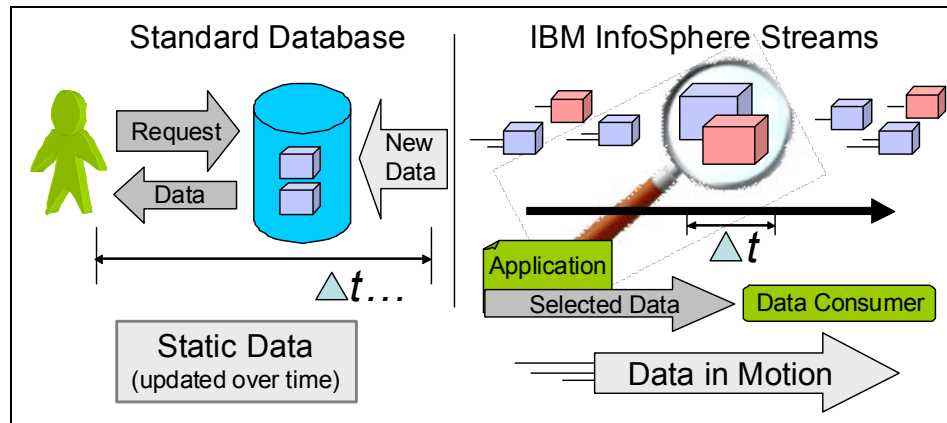 Standard Database
Request
Data
New
Data
△t...
Static Data
(updated over time)
IBM InfoSphere Streams
△t
Application
Selected Data
Data Consumer
Data in Motion